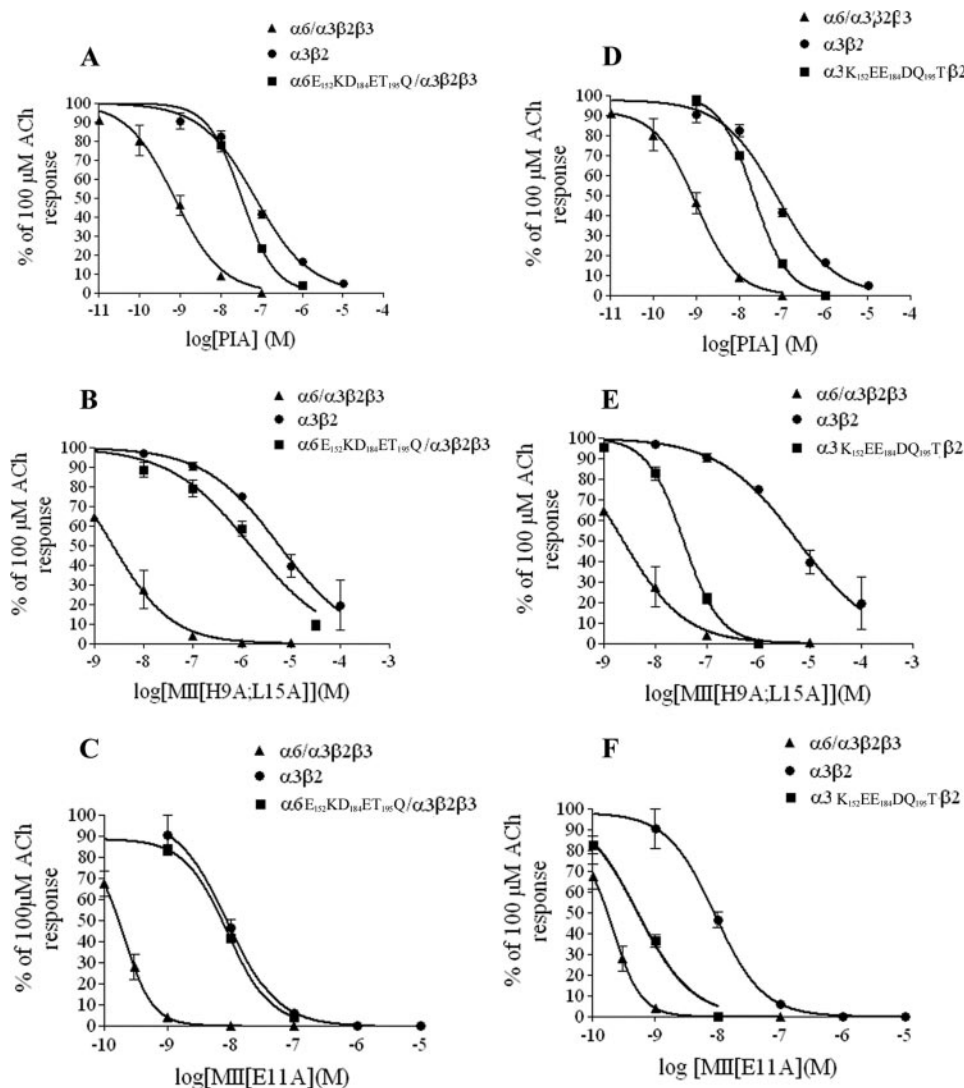 A
α6/α3β2β3
α3β2
α6E₁₅₂KD₁₈₄ET₁₉₅Q/α3β2β3
% of 100 μM ACh
response
100
90
80
70
60
50
40
30
20
10
0
-11 -10 -9 -8 -7 -6 -5 -4
log[PIA] (M)
D
α6/α3β2β3
α3β2
α3K₁₅₂EE₁₈₄DQ₁₉₅Tβ2
% of 100 μM ACh
response
100
90
80
70
60
50
40
30
20
10
0
-11 -10 -9 -8 -7 -6 -5 -4
log[PIA] (M)
B
α6/α3β2β3
α3β2
α6E₁₅₂KD₁₈₄ET₁₉₅Q/α3β2β3
% of 100 μM ACh
response
100
90
80
70
60
50
40
30
20
10
0
-9 -8 -7 -6 -5 -4 -3
log[MII[H9A;L15A]](M)
E
α6/α3β2β3
α3β2
α3K₁₅₂EE₁₈₄DQ₁₉₅Tβ2
% of 100 μM ACh
response
100
90
80
70
60
50
40
30
20
10
0
-9 -8 -7 -6 -5 -4 -3
log[MII[H9A;L15A]](M)
C
α6/α3β2β3
α3β2
α6E₁₅₂KD₁₈₄ET₁₉₅Q/α3β2β3
% of 100μM ACh
response
100
90
80
70
60
50
40
30
20
10
0
-10 -9 -8 -7 -6 -5
log[MII[E11A](M)
F
α6/α3β2β3
α3β2
α3 K₁₅₂EE₁₈₄DQ₁₉₅T β2
% of 100 μM ACh
response
100
90
80
70
60
50
40
30
20
10
0
-10 -9 -8 -7 -6 -5
log [MII[E11A](M)